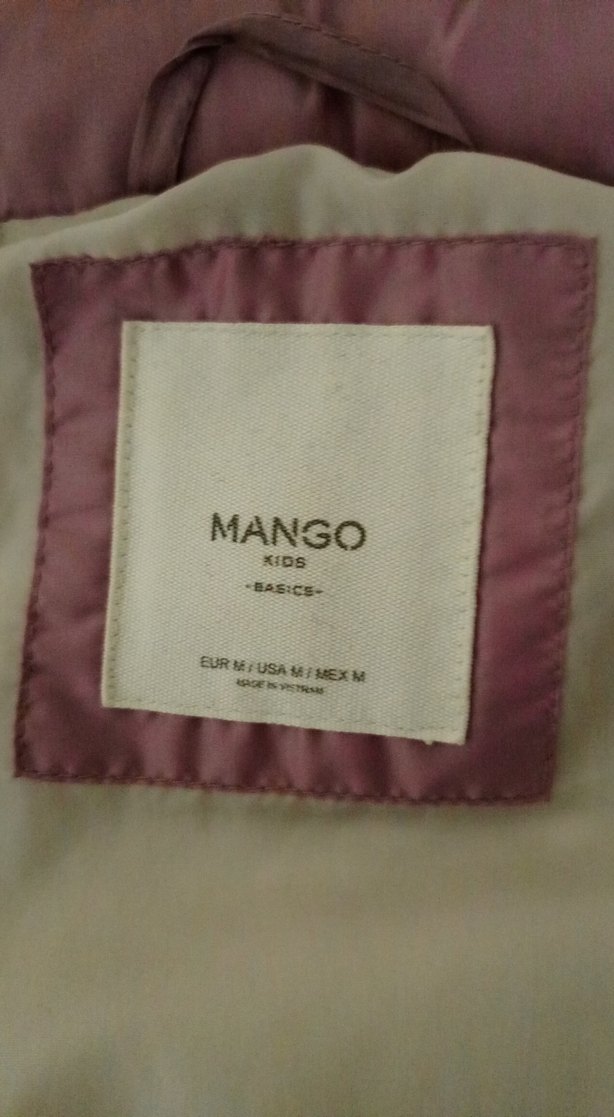 MANGO
KIDS
-BASICS-
EUR M / USA M / MEX M
MADE IN VIETNAM